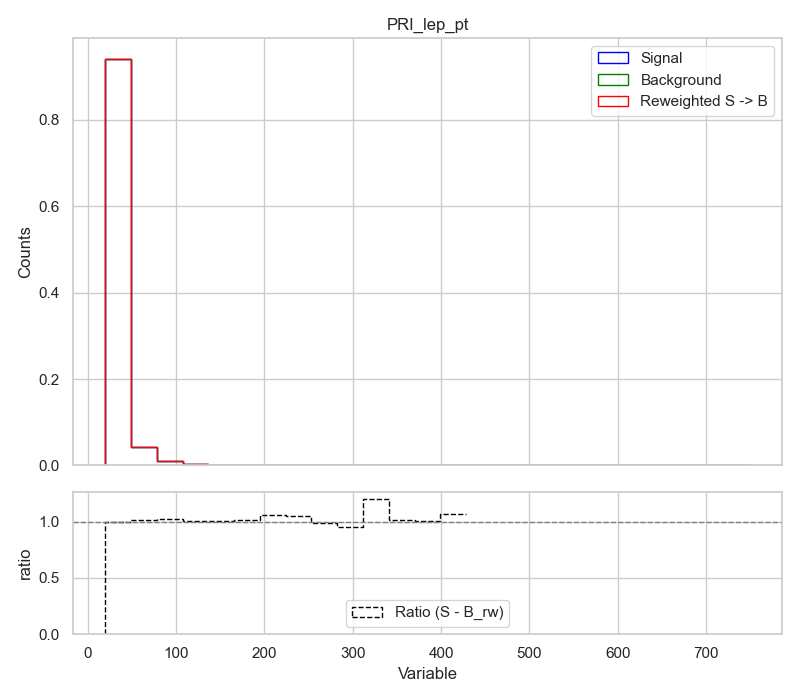 PRI_lep_pt
Signal
Background
Reweighted S -> B
Counts
0.8
0.6
0.4
0.2
0.0
ratio
1.0
0.5
0.0
Ratio (S - B_rw)
0 100 200 300 400 500 600 700
Variable